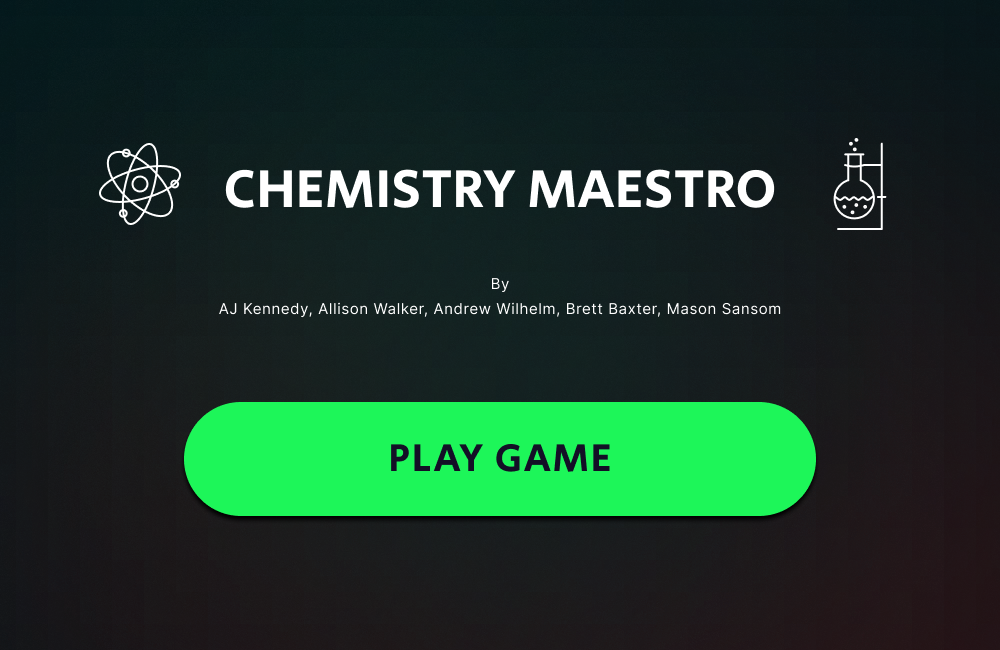 CHEMISTRY MAESTRO
By
AJ Kennedy, Allison Walker, Andrew Wilhelm, Brett Baxter, Mason Sansom
PLAY GAME